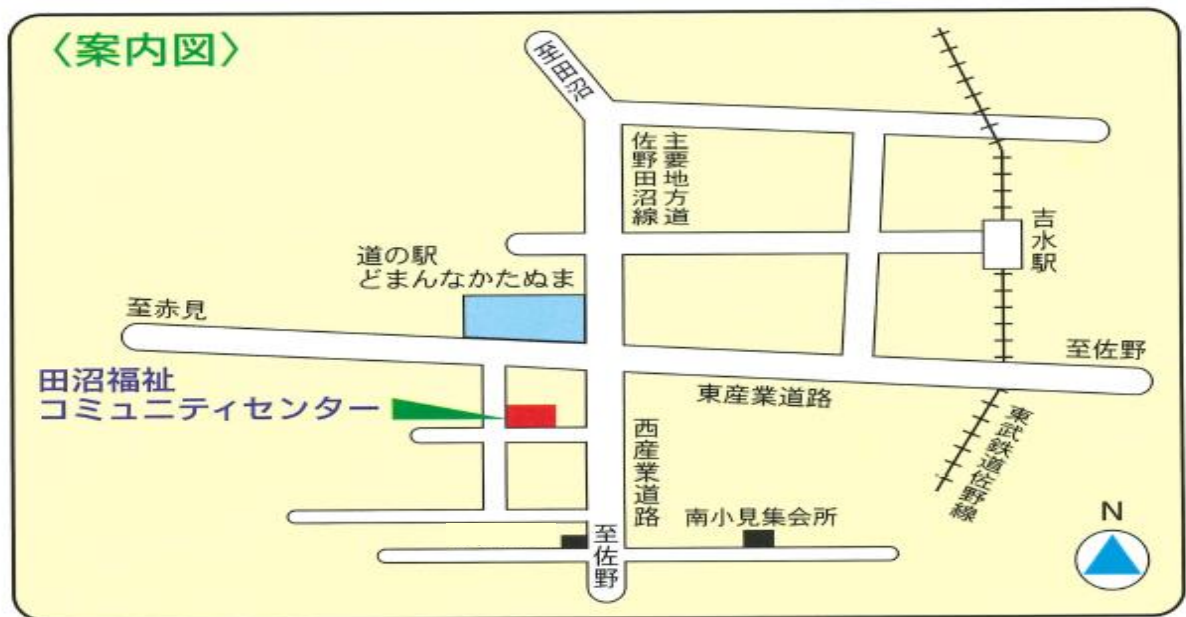 〈案内図〉
至田沼
主要地方道
佐野田沼線
吉水駅
道の駅
どまんなかたぬま
至赤見
至佐野
田沼福祉
コミュニティセンター
東産業道路
西産業道路
東武鉄道佐野線
南小見集会所
至佐野
N